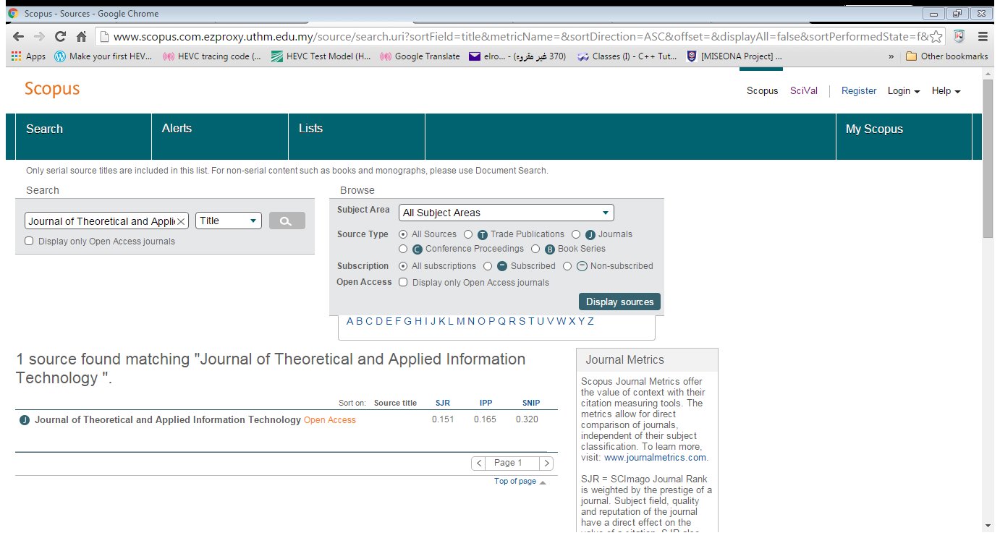 Scopus - Sources - Google Chrome
www.scopus.com.ezproxy.uthm.edu.my/source/search.uri?sortField=title&metricName=&sortDirection=ASC&offset=&displayAll=false&sortPerformedState=f&
Apps Make your first HEV... HEVC tracing code (... HEVC Test Model (H... Google Translate elro... - (370 غير مقروء) Classes (I) - C++ Tut... [MISEONA Project] ... » Other bookmarks
Scopus
Scopus SciVal Register Login Help
Search Alerts Lists My Scopus
Only serial source titles are included in this list. For non-serial content such as books and monographs, please use Document Search.
Search
Journal of Theoretical and Appli Title
Display only Open Access journals
Browse
Subject Area All Subject Areas
Source Type All Sources T Trade Publications J Journals
C Conference Proceedings B Book Series
Subscription All subscriptions Subscribed Non-subscribed
Open Access Display only Open Access journals
Display sources
A B C D E F G H I J K L M N O P Q R S T U V W X Y Z
1 source found matching "Journal of Theoretical and Applied Information
Technology ".
Sort on: Source title SJR IPP SNIP
J Journal of Theoretical and Applied Information Technology Open Access 0.151 0.165 0.320
< Page 1 >
Top of page
Journal Metrics
Scopus Journal Metrics offer
the value of context with their
citation measuring tools. The
metrics allow for direct
comparison of journals,
independent of their subject
classification. To learn more,
visit: www.journalmetrics.com.
SJR = SCImago Journal Rank
is weighted by the prestige of a
journal. Subject field, quality
and reputation of the journal
have a direct effect on the